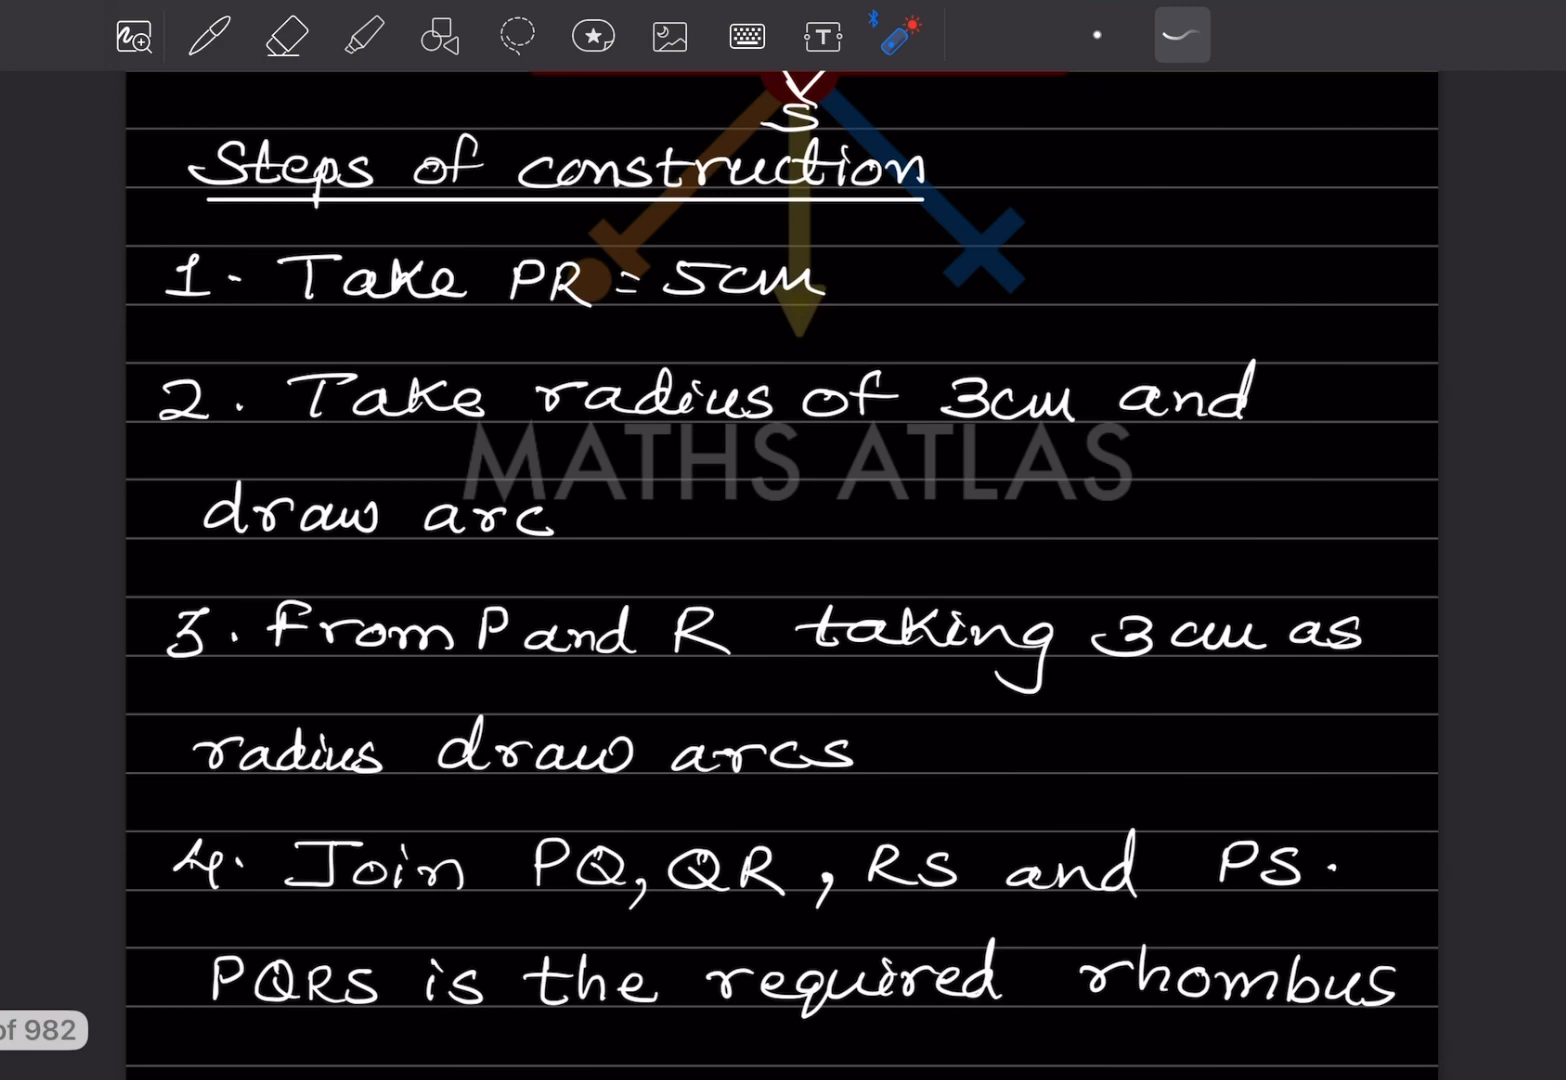 S
Steps of construction
1. Take PR = 5cm
2. Take radius of 3cm and
MATHS ATLAS
draw arc
3. from P and R taking 3 cm as
radius draw arcs
4. Join PQ, QR, RS and PS.
PQRS is the required rhombus
of 982